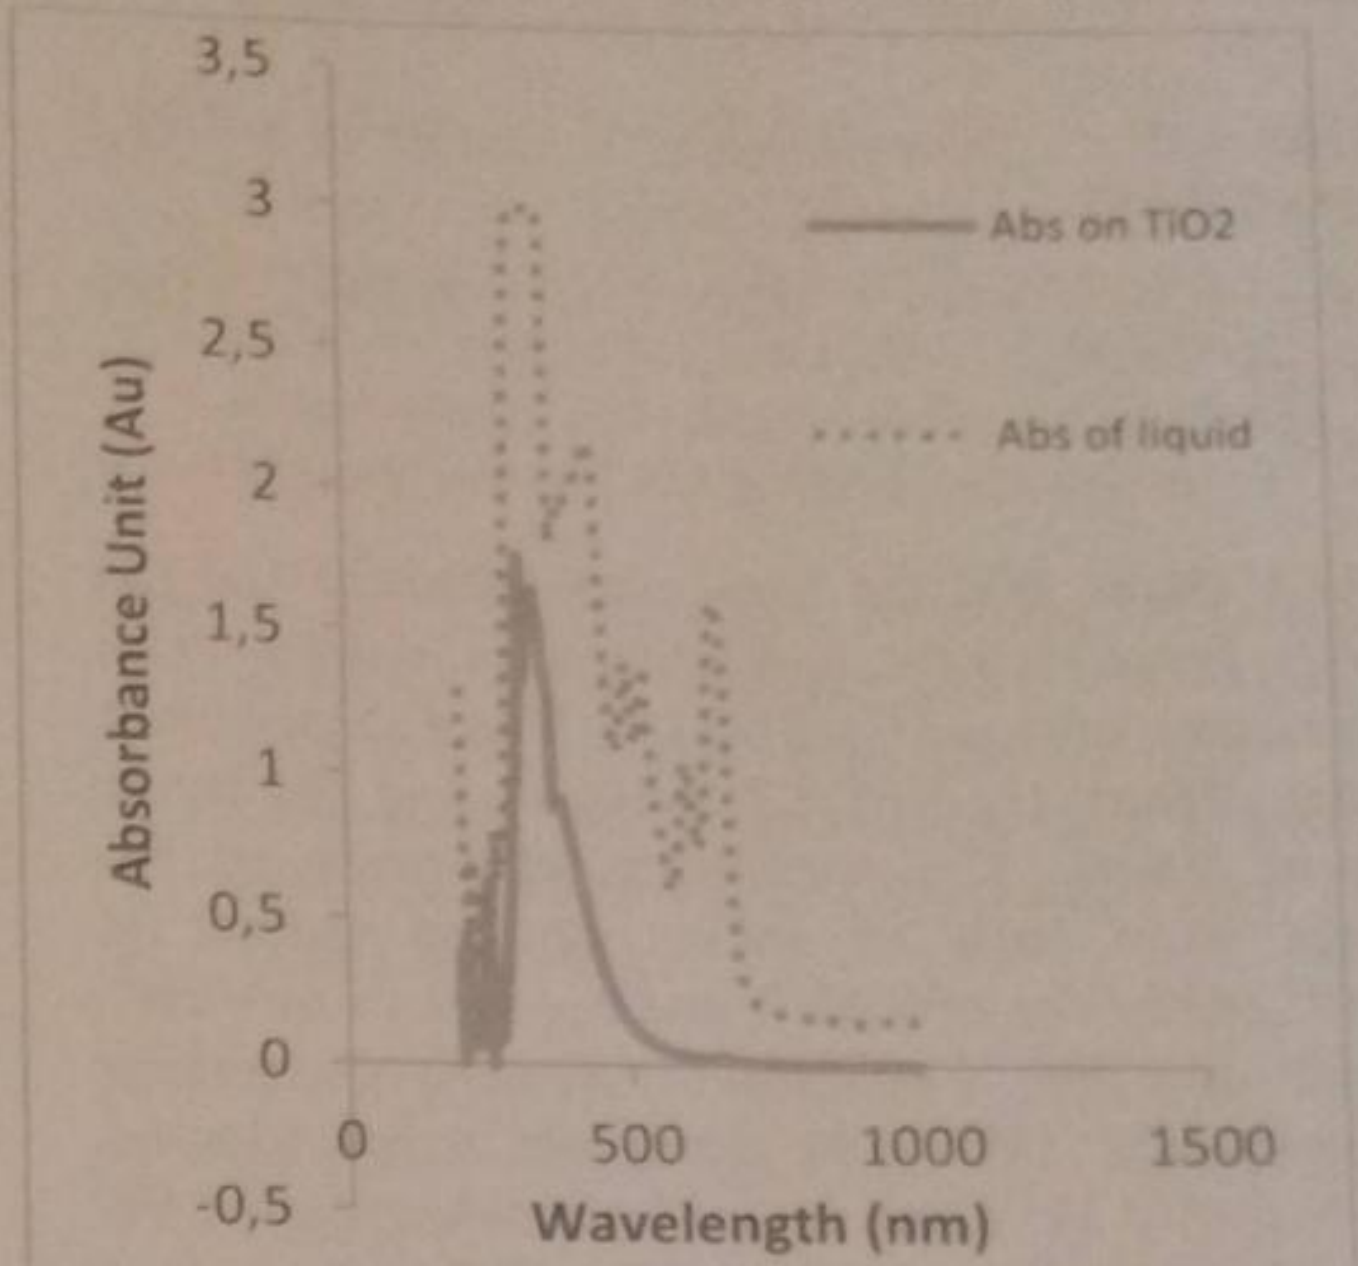 3,5
3
2,5
2
1,5
1
0,5
0
-0,5
Absorbance Unit (Au)
Abs on TiO2
Abs of liquid
0 500 1000 1500
Wavelength (nm)